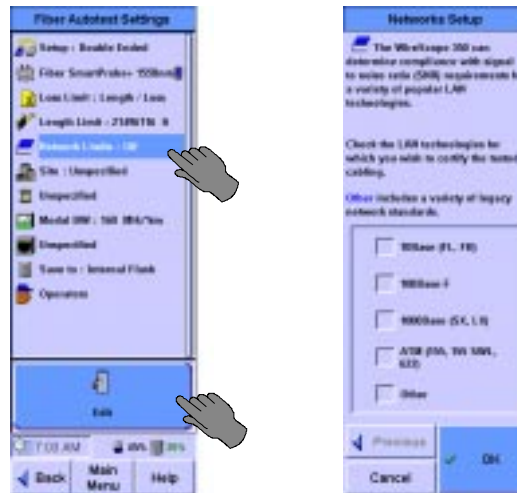 Fiber Autotest Settings
Setup : Double Ended
Fiber SmartProbe+ 1550nm
Loss Limit : Length / Loss
Length Limit :
Network Limits : Off
Site : Unspecified
Unspecified
Modal BW : 160 MHz*km
Unspecified
Save to : Internal Flash
Operators
Edit
7:00 AM
Back
Main
Menu
Help
Networks Setup
The WireScope 350 can
determine compliance with signal
to noise ratio (SNR) requirements
a variety of popular LAN
technologies.
Check the LAN technologies for
which you wish to certify the tested
cabling.
Other includes a variety of legacy
network standards.
10Base (FL, FB)
100Base-F
1000Base (SX, LX)
ATM (155, 155 SWL,
622)
Other
Previous
Cancel
OK